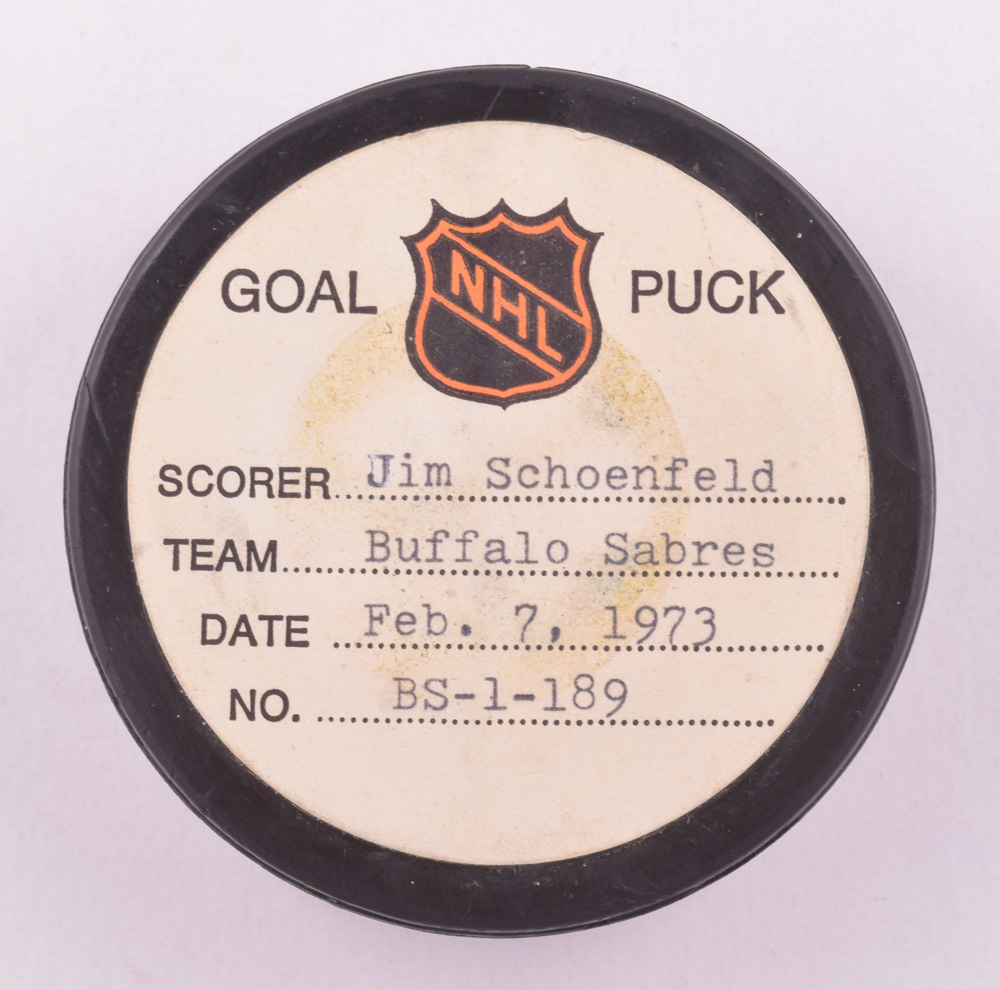 GOAL NHL PUCK
SCORER Jim Schoenfeld
TEAM Buffalo Sabres
DATE Feb. 7, 1973
NO. BS-1-189